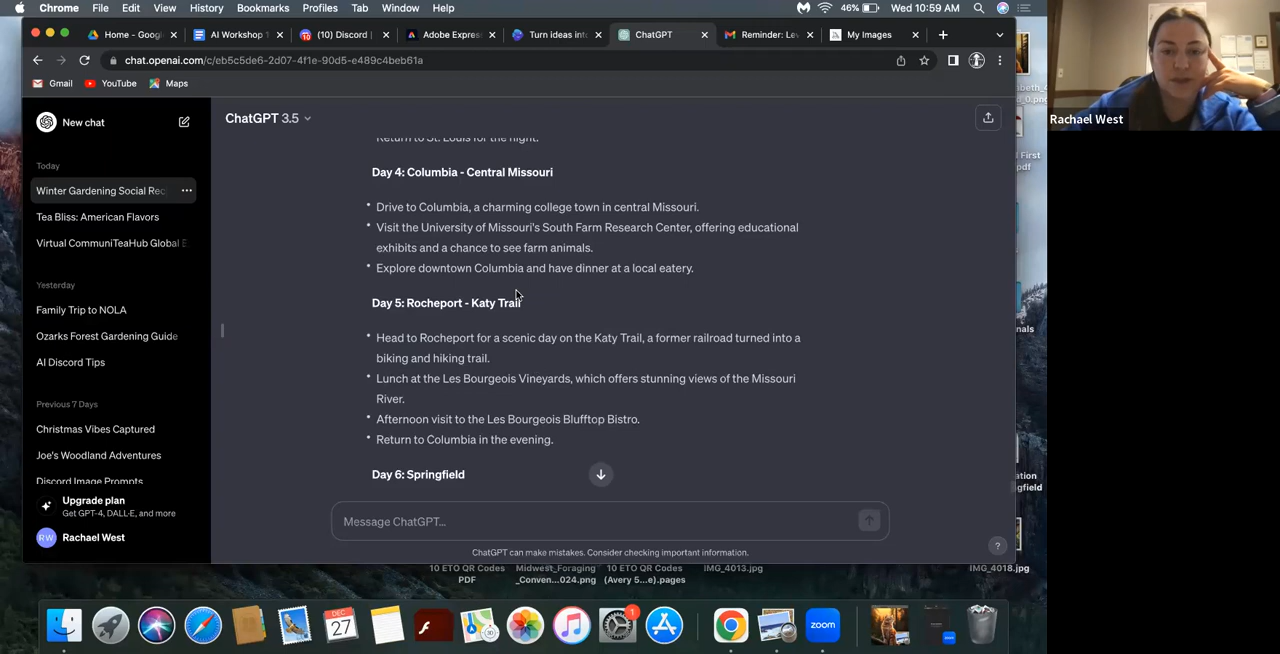 Chrome File Edit View History Bookmarks Profiles Tab Window Help 46% Wed 10:59 AM
Home - Goog AI Workshop 1 (10) Discord | Adobe Expres Turn ideas into ChatGPT Gmail Reminder: Le My Images
chat.openai.com/c/eb5c5de6-2d07-4f1e-90d5-e489c4beb61a
Gmail YouTube Maps
New chat
Today
Winter Gardening Social Rec
Tea Bliss: American Flavors
Virtual CommuniTeaHub Global E
Yesterday
Family Trip to NOLA
Ozarks Forest Gardening Guide
AI Discord Tips
Previous 7 Days
Christmas Vibes Captured
Joe's Woodland Adventures
Discord Image Prompts
Upgrade plan
Get GPT-4, DALL·E, and more
RW Rachael West
ChatGPT 3.5
Return to St. Louis for the night.
Day 4: Columbia - Central Missouri
Drive to Columbia, a charming college town in central Missouri.
Visit the University of Missouri's South Farm Research Center, offering educational
exhibits and a chance to see farm animals.
Explore downtown Columbia and have dinner at a local eatery.
Day 5: Rocheport - Katy Trail
Head to Rocheport for a scenic day on the Katy Trail, a former railroad turned into a
biking and hiking trail.
Lunch at the Les Bourgeois Vineyards, which offers stunning views of the Missouri
River.
Afternoon visit to the Les Bourgeois Blufftop Bistro.
Return to Columbia in the evening.
Day 6: Springfield
Message ChatGPT...
ChatGPT can make mistakes. Consider checking important information.
?
Rachael West
First
pdf
gfield
10 ETO QR Codes
PDF
Midwest_Foraging
_Conven...024.png
10 ETO QR Codes
(Avery 5...e).pages
IMG_4013.jpg
IMG_4018.jpg
DEC
27
1
zoom